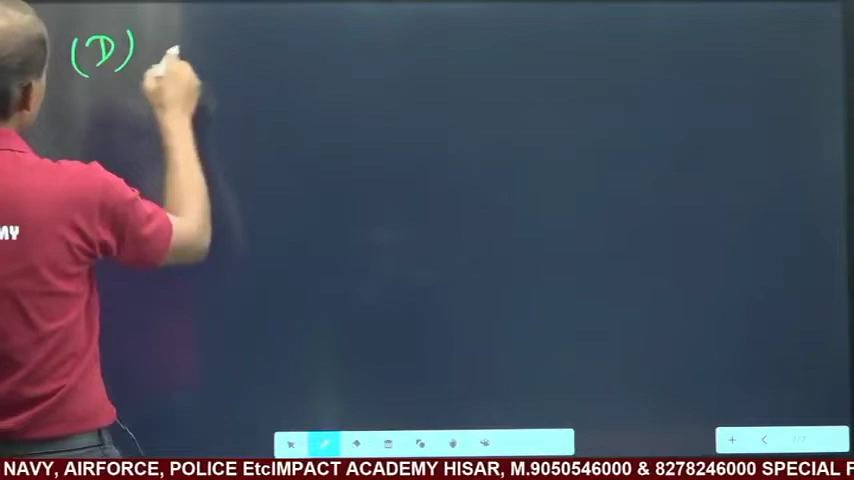 (D)
MY
NAVY, AIRFORCE, POLICE EtcIMPACT ACADEMY HISAR, M.9050546000 & 8278246000 SPECIAL F